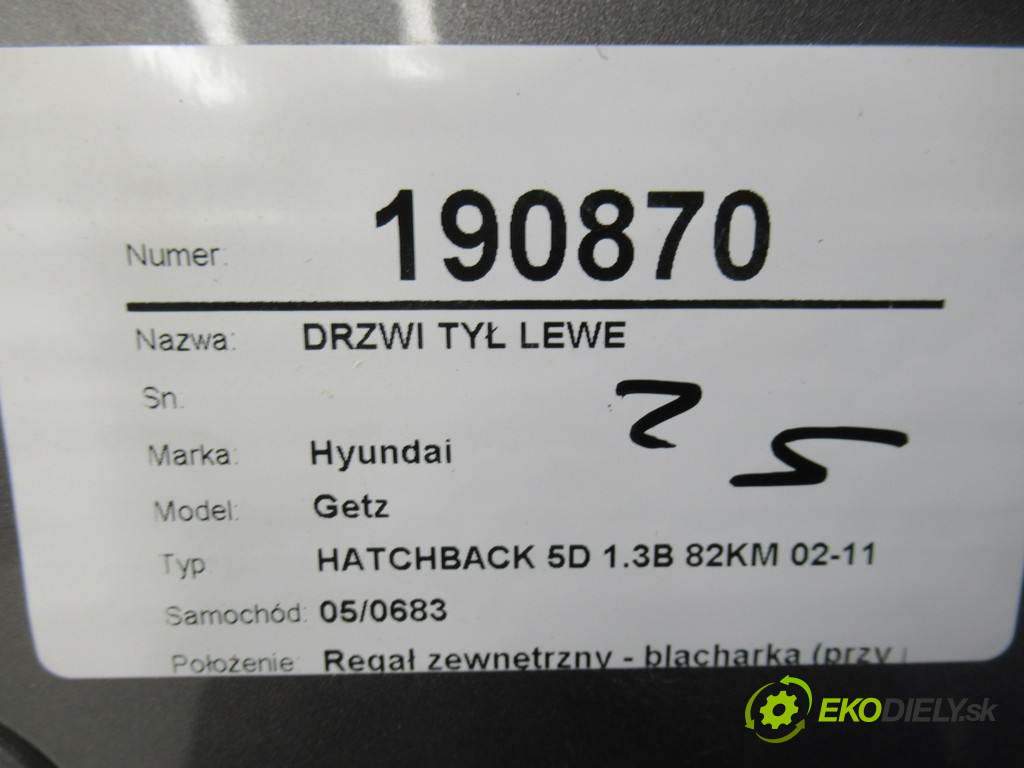 Numer: 190870
Nazwa: DRZWI TYŁ LEWE
Sn.
Marka: Hyundai
Model: Getz
Typ HATCHBACK 5D 1.3B 82KM 02-11
Samochód: 05/0683
Położenie: Regał zewnętrzny - blacharka (przy
EKODIELY.sk